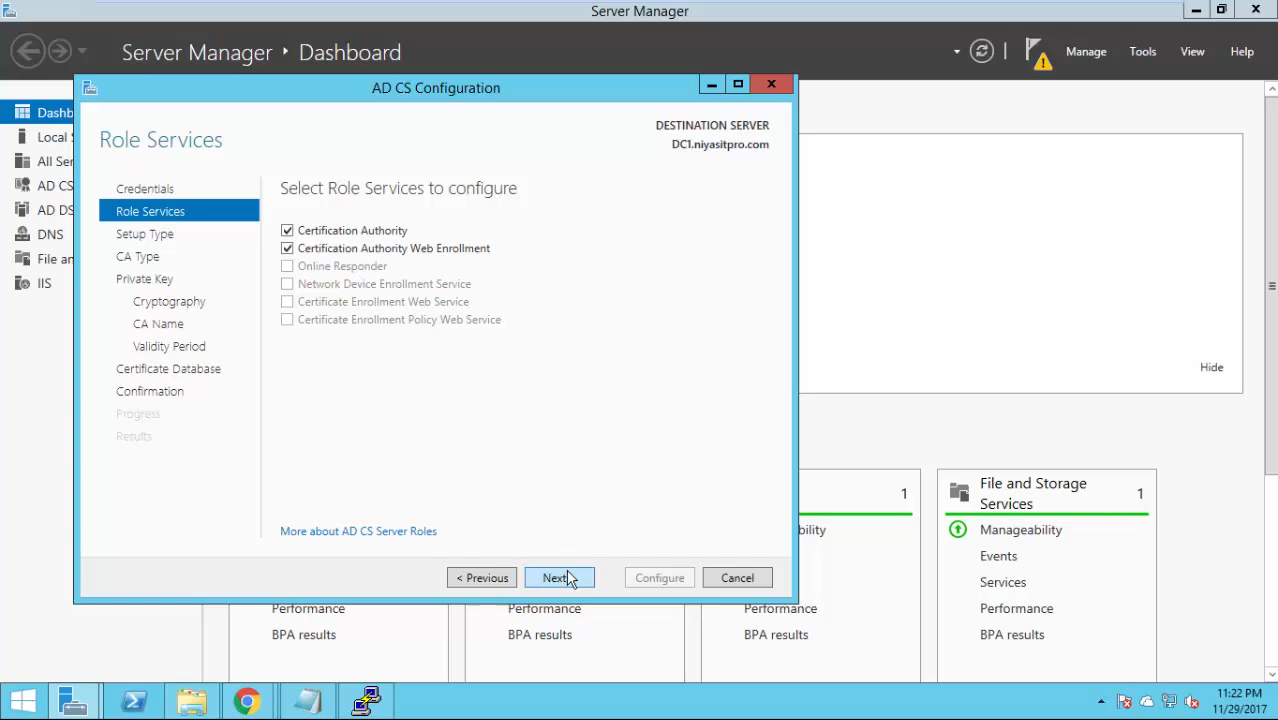 Server Manager
Server Manager • Dashboard
Manage Tools View Help
AD CS Configuration
Dashb
Local
All Ser
AD CS
AD DS
DNS
File an
IIS
Role Services
DESTINATION SERVER
DC1.niyasitpro.com
Credentials
Role Services
Setup Type
CA Type
Private Key
Cryptography
CA Name
Validity Period
Certificate Database
Confirmation
Progress
Results
Select Role Services to configure
Certification Authority
Certification Authority Web Enrollment
Online Responder
Network Device Enrollment Service
Certificate Enrollment Web Service
Certificate Enrollment Policy Web Service
More about AD CS Server Roles
< Previous Next Configure Cancel
Hide
1
bility
File and Storage
Services
1
Manageability
Events
Services
Performance
BPA results
Performance
BPA results
Performance
BPA results
Performance
BPA results
11:22 PM
11/29/2017